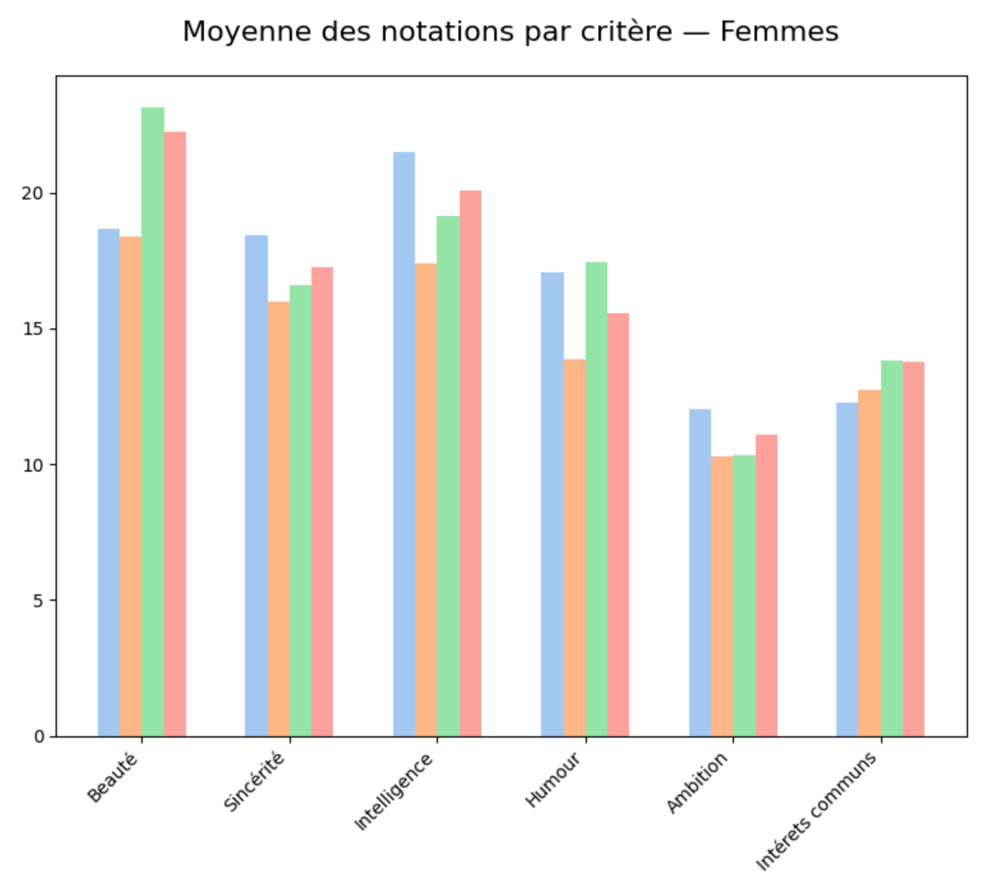 Moyenne des notations par critère — Femmes
20
15
10
5
0
Beauté
Sincérité
Intelligence
Humour
Ambition
Intérets communs